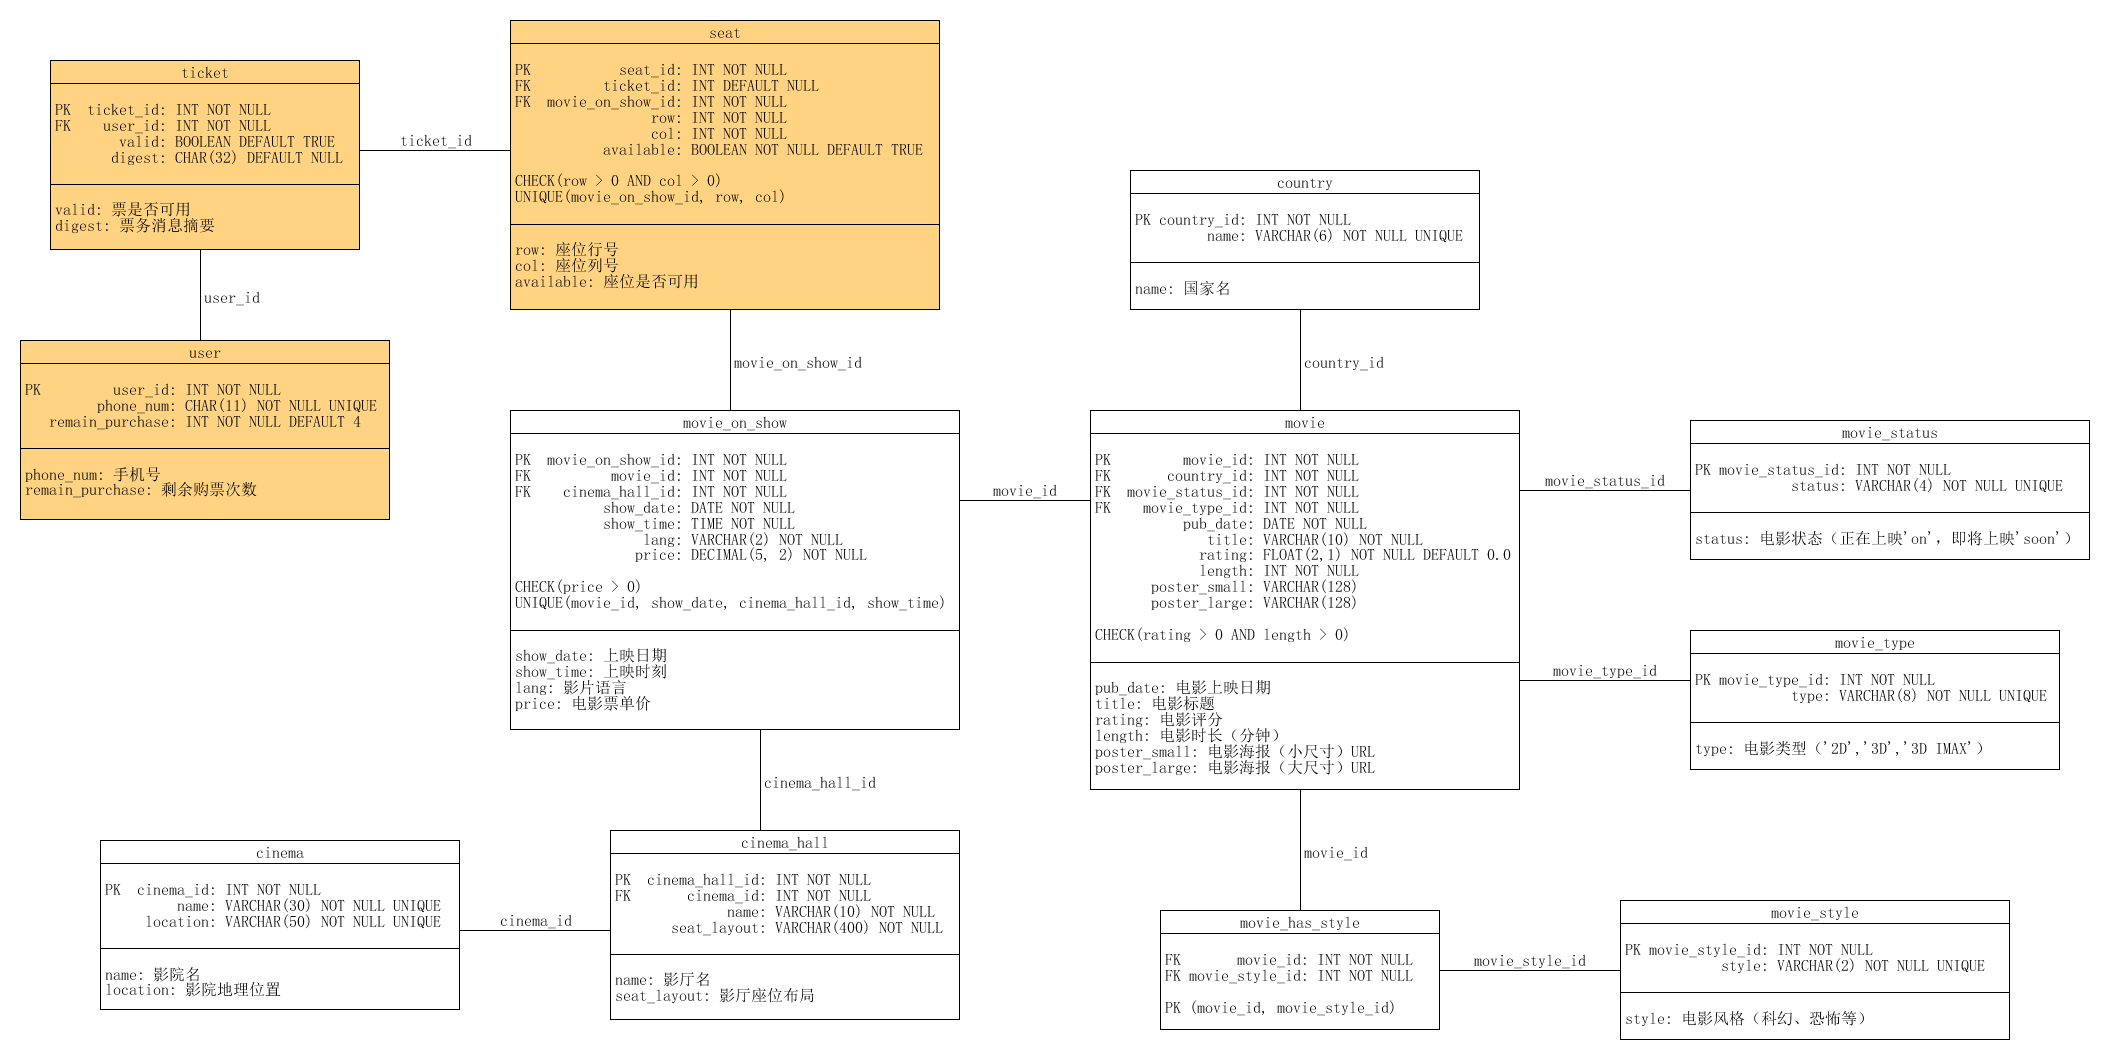 ticket
PK  ticket_id: INT NOT NULL
FK    user_id: INT NOT NULL
valid: BOOLEAN DEFAULT TRUE
digest: CHAR(32) DEFAULT NULL
valid: 票是否可用
digest: 票务消息摘要
ticket_id
seat
PK           seat_id: INT NOT NULL
FK         ticket_id: INT DEFAULT NULL
FK  movie_on_show_id: INT NOT NULL
row: INT NOT NULL
col: INT NOT NULL
available: BOOLEAN NOT NULL DEFAULT TRUE
CHECK(row > 0 AND col > 0)
UNIQUE(movie_on_show_id, row, col)
row: 座位行号
col: 座位列号
available: 座位是否可用
user_id
user
PK         user_id: INT NOT NULL
phone_num: CHAR(11) NOT NULL UNIQUE
remain_purchase: INT NOT NULL DEFAULT 4
phone_num: 手机号
remain_purchase: 剩余购票次数
movie_on_show_id
country
PK country_id: INT NOT NULL
name: VARCHAR(6) NOT NULL UNIQUE
name: 国家名
country_id
movie_on_show
PK  movie_on_show_id: INT NOT NULL
FK          movie_id: INT NOT NULL
FK    cinema_hall_id: INT NOT NULL
show_date: DATE NOT NULL
show_time: TIME NOT NULL
lang: VARCHAR(2) NOT NULL
price: DECIMAL(5, 2) NOT NULL
CHECK(price > 0)
UNIQUE(movie_id, show_date, cinema_hall_id, show_time)
show_date: 上映日期
show_time: 上映时刻
lang: 影片语言
price: 电影票单价
movie_id
movie
PK         movie_id: INT NOT NULL
FK       country_id: INT NOT NULL
FK  movie_status_id: INT NOT NULL
FK    movie_type_id: INT NOT NULL
pub_date: DATE NOT NULL
title: VARCHAR(10) NOT NULL
rating: FLOAT(2,1) NOT NULL DEFAULT 0.0
length: INT NOT NULL
poster_small: VARCHAR(128)
poster_large: VARCHAR(128)
CHECK(rating > 0 AND length > 0)
pub_date: 电影上映日期
title: 电影标题
rating: 电影评分
length: 电影时长（分钟）
poster_small: 电影海报（小尺寸）URL
poster_large: 电影海报（大尺寸）URL
movie_status_id
movie_status
PK movie_status_id: INT NOT NULL
status: VARCHAR(4) NOT NULL UNIQUE
status: 电影状态（正在上映'on'，即将上映'soon'）
movie_type_id
movie_type
PK movie_type_id: INT NOT NULL
type: VARCHAR(8) NOT NULL UNIQUE
type: 电影类型（'2D','3D','3D IMAX'）
cinema_hall_id
cinema
PK  cinema_id: INT NOT NULL
name: VARCHAR(30) NOT NULL UNIQUE
location: VARCHAR(50) NOT NULL UNIQUE
name: 影院名
location: 影院地理位置
cinema_id
cinema_hall
PK  cinema_hall_id: INT NOT NULL
FK       cinema_id: INT NOT NULL
name: VARCHAR(10) NOT NULL
seat_layout: VARCHAR(400) NOT NULL
name: 影厅名
seat_layout: 影厅座位布局
movie_id
movie_has_style
FK       movie_id: INT NOT NULL
FK movie_style_id: INT NOT NULL
PK (movie_id, movie_style_id)
movie_style_id
movie_style
PK movie_style_id: INT NOT NULL
style: VARCHAR(2) NOT NULL UNIQUE
style: 电影风格（科幻、恐怖等）